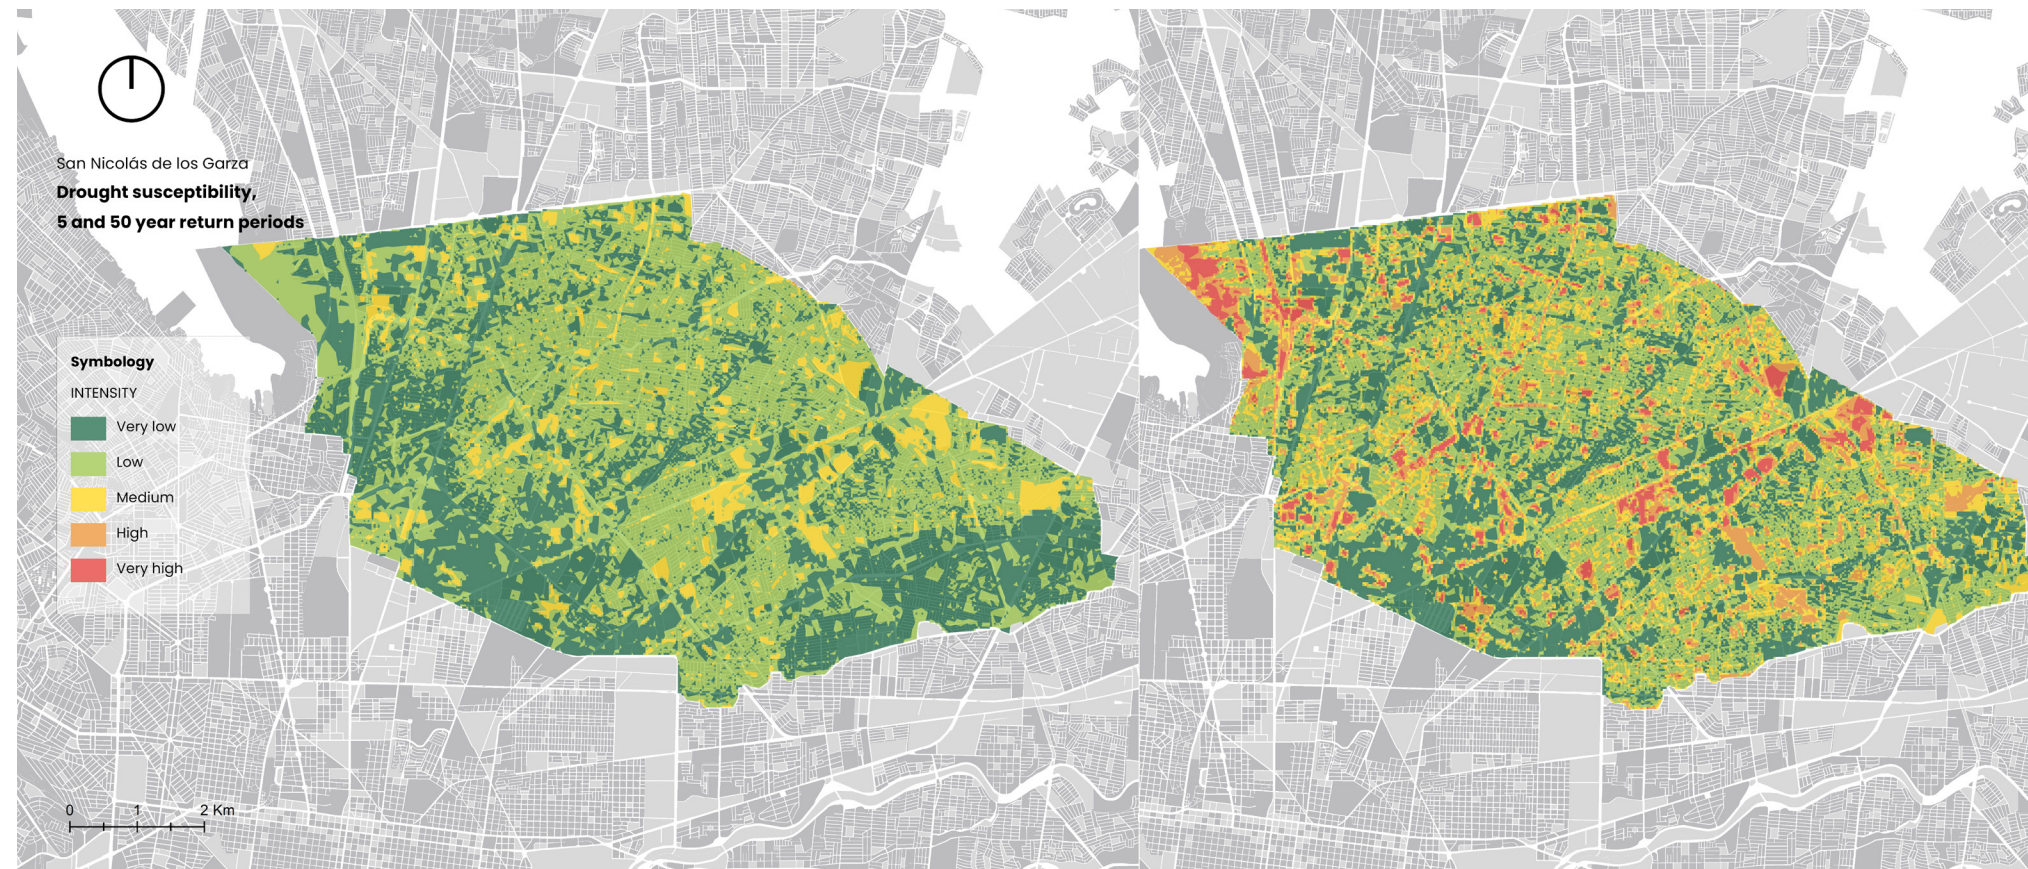 San Nicolás de los Garza
Drought susceptibility,
5 and 50 year return periods
Symbology
INTENSITY
Very low
Low
Medium
High
Very high
0 1 2 Km